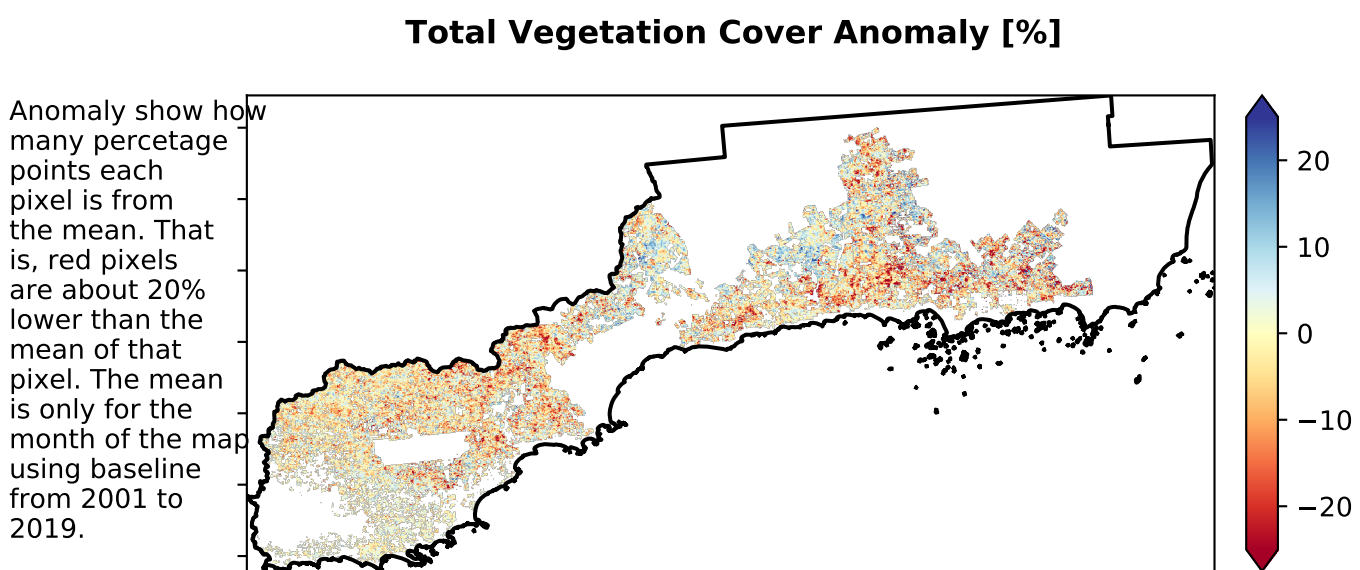 Total Vegetation Cover Anomaly [%]
Anomaly show how
many percetage
points each
pixel is from
the mean. That
is, red pixels
are about 20%
lower than the
mean of that
pixel. The mean
is only for the
month of the map
using baseline
from 2001 to
2019.
20
10
0
−10
−20